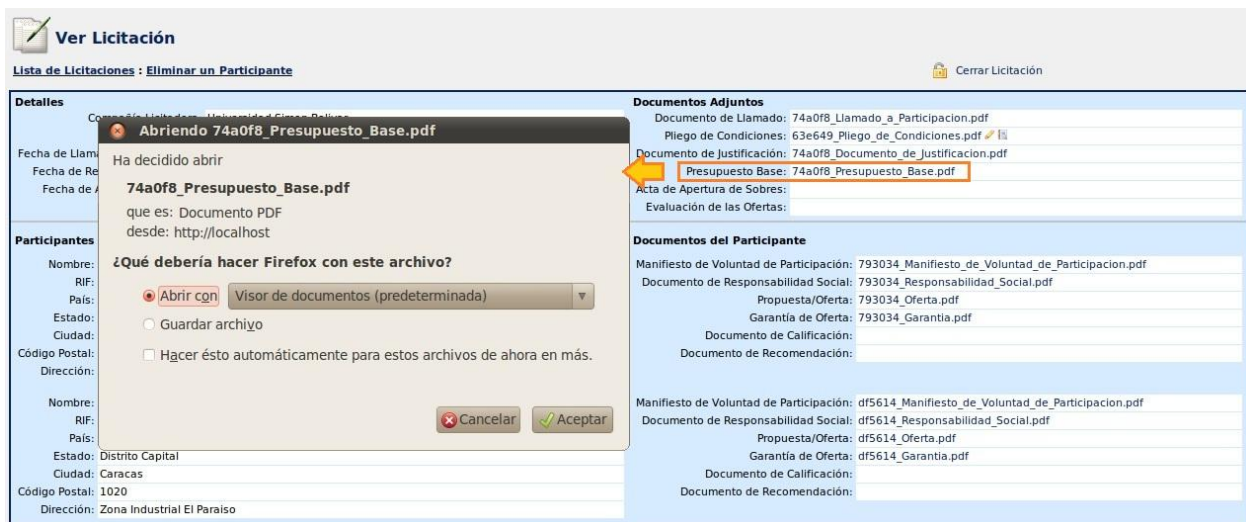 Ver Licitación
Lista de Licitaciones : Eliminar un Participante
Cerrar Licitación
Detalles
Fecha de Llam
Fecha de Re
Fecha de A
Abriendo 74a0f8_Presupuesto_Base.pdf
Ha decidido abrir
74a0f8_Presupuesto_Base.pdf
que es: Documento PDF
desde: http://localhost
¿Qué debería hacer Firefox con este archivo?
Abrir con Visor de documentos (predeterminada)
Guardar archivo
Hacer ésto automáticamente para estos archivos de ahora en más.
Cancelar Aceptar
Documentos Adjuntos
Documento de Llamado: 74a0f8_Llamado_a_Participacion.pdf
Pliego de Condiciones: 63e649_Pliego_de_Condiciones.pdf
Documento de Justificación: 74a0f8_Documento_de_Justificacion.pdf
Presupuesto Base: 74a0f8_Presupuesto_Base.pdf
Acta de Apertura de Sobres:
Evaluación de las Ofertas:
Participantes
Nombre:
RIF:
País:
Estado:
Ciudad:
Código Postal:
Dirección:
Nombre:
RIF:
País:
Estado: Distrito Capital
Ciudad: Caracas
Código Postal: 1020
Dirección: Zona Industrial El Paraiso
Documentos del Participante
Manifiesto de Voluntad de Participación: 793034_Manifiesto_de_Voluntad_de_Participacion.pdf
Documento de Responsabilidad Social: 793034_Responsabilidad_Social.pdf
Propuesta/Oferta: 793034_Oferta.pdf
Garantía de Oferta: 793034_Garantia.pdf
Documento de Calificación:
Documento de Recomendación:
Manifiesto de Voluntad de Participación: df5614_Manifiesto_de_Voluntad_de_Participacion.pdf
Documento de Responsabilidad Social: df5614_Responsabilidad_Social.pdf
Propuesta/Oferta: df5614_Oferta.pdf
Garantía de Oferta: df5614_Garantia.pdf
Documento de Calificación:
Documento de Recomendación: